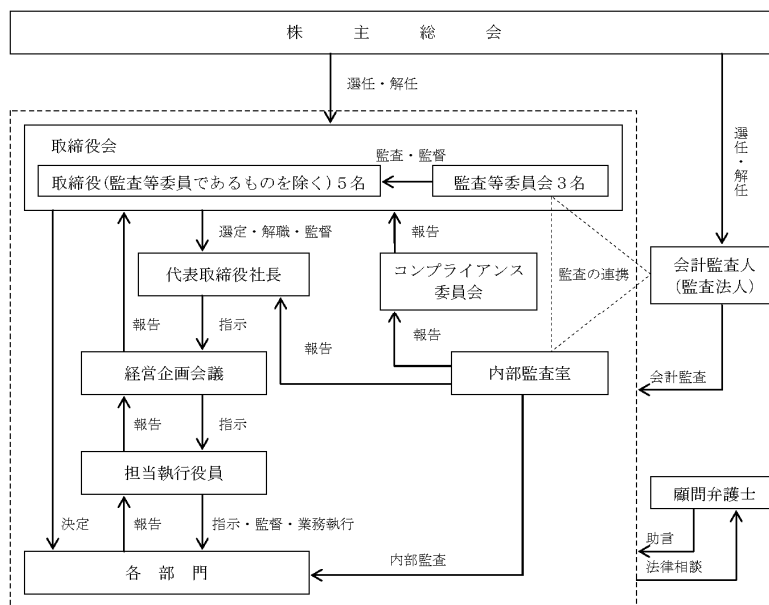 株主総会
選任・解任
選任・解任
取締役会
監査・監督
取締役(監査等委員であるものを除く)5名
監査等委員会3名
選定・解職・監督
報告
代表取締役社長
コンプライアンス
委員会
監査の連携
会計監査人
(監査法人)
報告
指示
報告
報告
経営企画会議
内部監査室
会計監査
報告
指示
担当執行役員
顧問弁護士
決定
報告
指示・監督・業務執行
助言
内部監査
法律相談
各部門